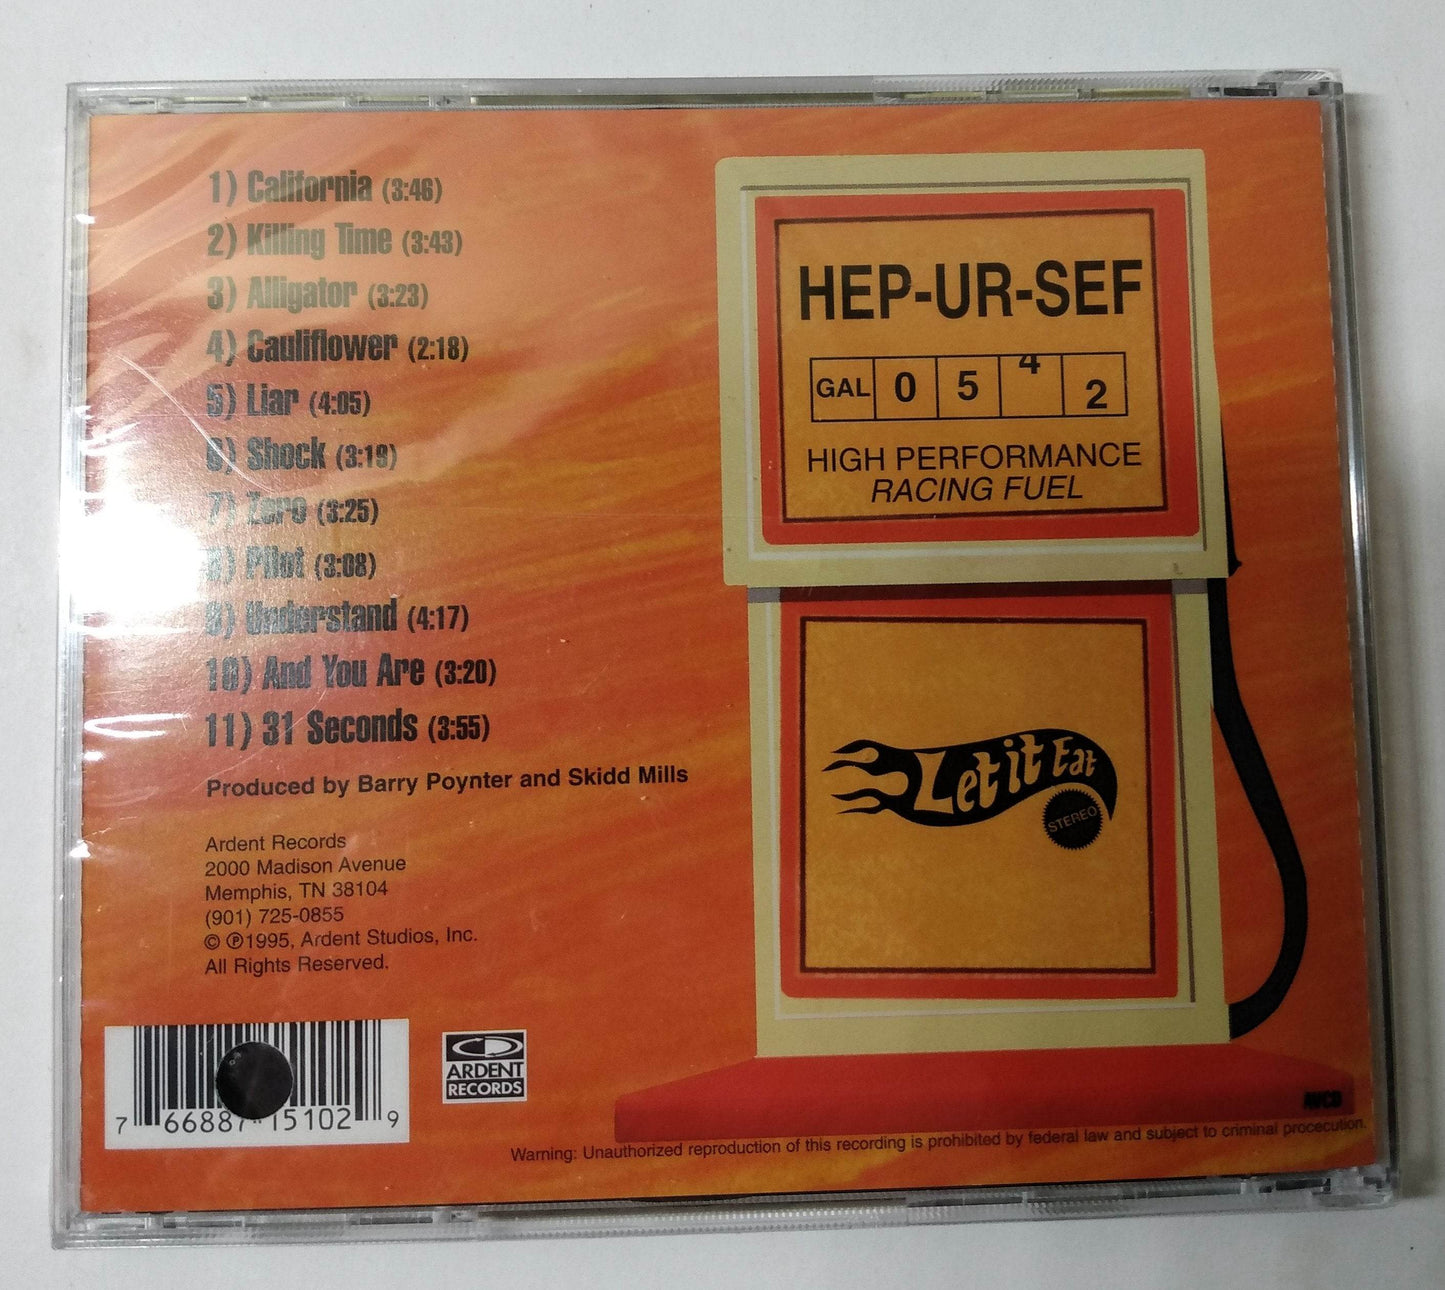 1) California (3:46)
2) Killing Time (3:43)
3) Alligator (3:23)
4) Cauliflower (2:18)
5) Liar (4:05)
6) Shock (3:19)
7) Zero (3:25)
8) Pilot (3:08)
9) Understand (4:17)
10) And You Are (3:20)
11) 31 Seconds (3:55)
Produced by Barry Poynter and Skidd Mills
Ardent Records
2000 Madison Avenue
Memphis, TN 38104
(901) 725-0855
© ℗1995, Ardent Studios, Inc.
All Rights Reserved.
7 66887 15102 9
ARDENT
RECORDS
HEP-UR-SEF
GAL 0 5 4 2
HIGH PERFORMANCE
RACING FUEL
Let it Eat
STEREO
AVCD
Warning: Unauthorized reproduction of this recording is prohibited by federal law and subject to criminal procecution.